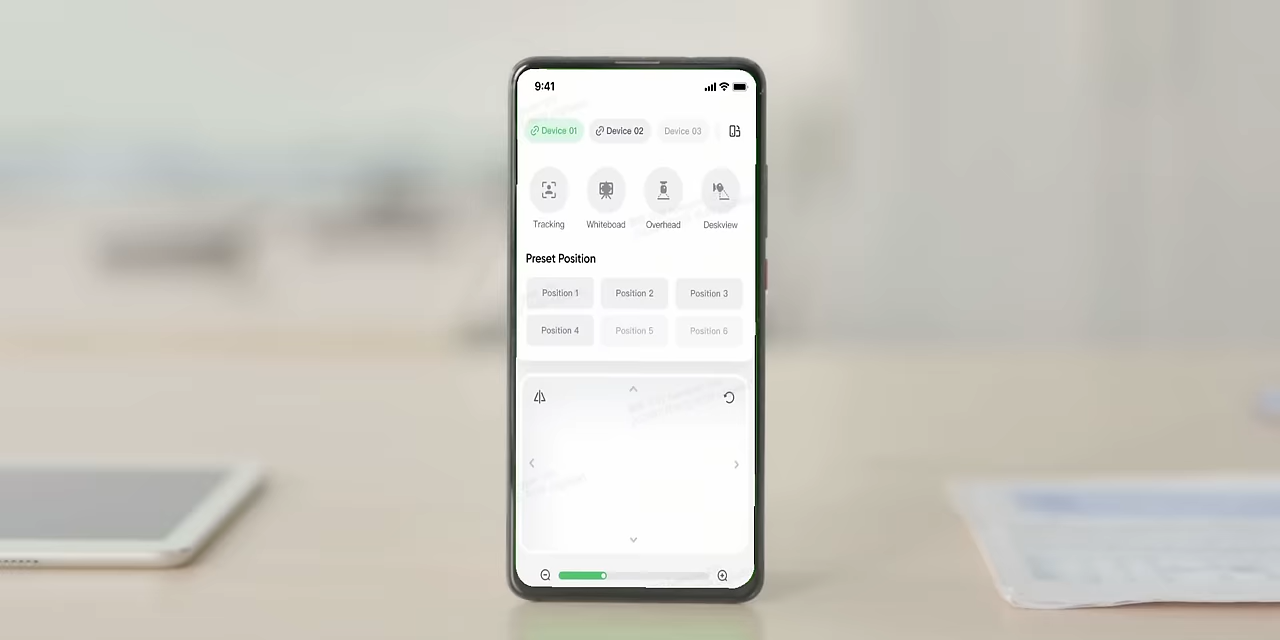 9:41
Device 01 Device 02 Device 03
Tracking Whiteboad Overhead Deskview
Preset Position
Position 1 Position 2 Position 3
Position 4 Position 5 Position 6